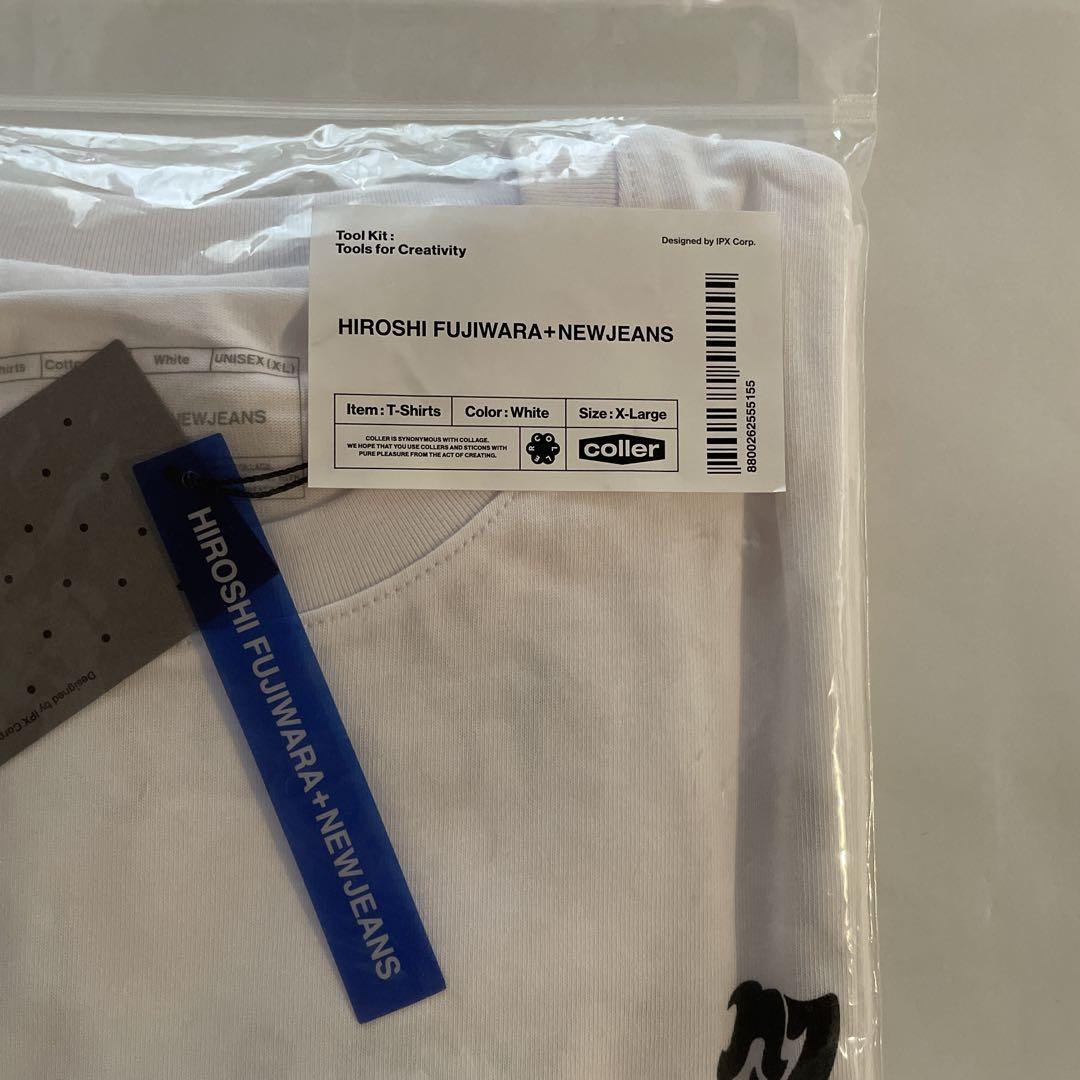 Tool Kit :
Tools for Creativity
Designed by IPX Corp.
HIROSHI FUJIWARA+NEWJEANS
Item : T-Shirts
Color : White
Size : X-Large
COLLER IS SYNONYMOUS WITH COLLAGE.
WE HOPE THAT YOU USE COLLERS AND STICONS WITH
PURE PLEASURE FROM THE ACT OF CREATING.
COLLER
coller
8800262555155
White
UNISEX (XL)
NEWJEANS
HIROSHI FUJIWARA+NEWJEANS
Designed by IPX Corp